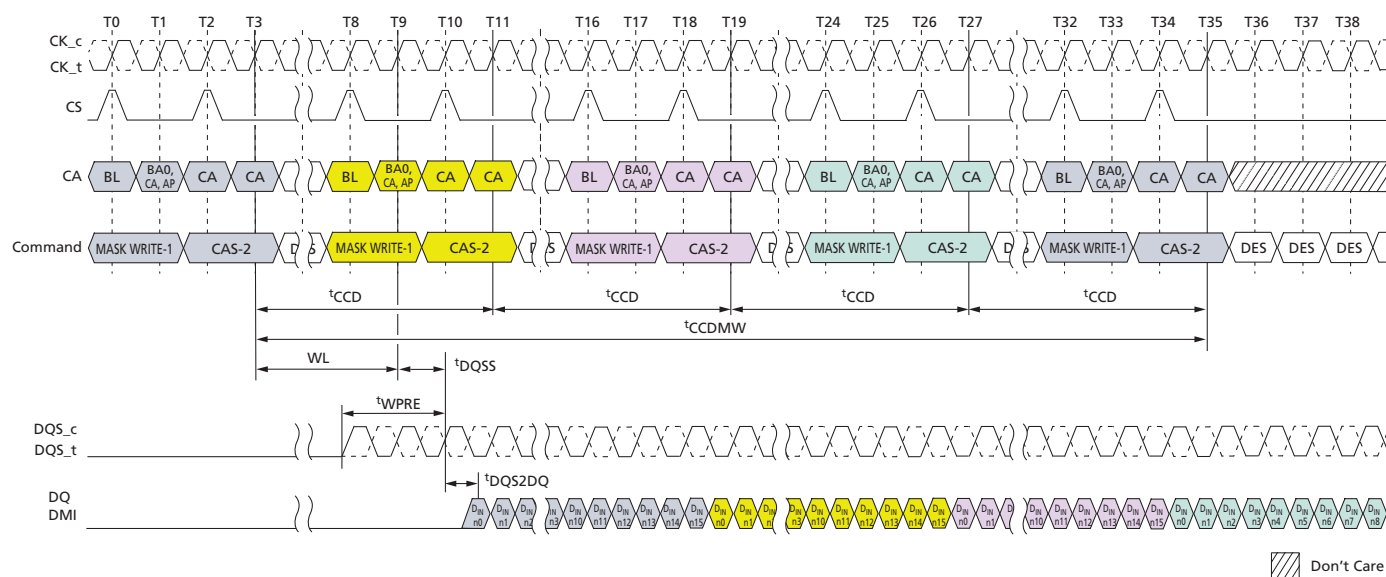 T0 T1 T2 T3 T8 T9 T10 T11 T16 T17 T18 T19 T24 T25 T26 T27 T32 T33 T34 T35 T36 T37 T38
CK_c
CK_t
CS
CA BL BA0, CA, AP CA CA BL BA0, CA, AP CA CA BL BA0, CA, AP CA CA BL BA0, CA, AP CA CA BL BA0, CA, AP CA CA
Command MASK WRITE-1 CAS-2 D S MASK WRITE-1 CAS-2 D S MASK WRITE-1 CAS-2 D S MASK WRITE-1 CAS-2 D S MASK WRITE-1 CAS-2 DES DES DES
tCCD tCCD tCCD tCCD
tCCDMW
WL tDQSS
tWPRE
DQS_c
DQS_t
tDQS2DQ
DQ
DMI
DIN DIN DIN DIN DIN DIN DIN DIN DIN DIN DIN DIN DIN DIN DIN DIN DIN DIN DIN DIN DIN DIN D DIN DIN DIN DIN DIN DIN DIN DIN DIN DIN DIN DIN DIN DIN DIN
n0 n1 n2 n3 n10 n11 n12 n13 n14 n15 n0 n1 n n3 n10 n11 n12 n13 n14 n15 n0 n1 n10 n11 n12 n13 n14 n15 n0 n1 n2 n3 n4 n5 n6 n7 n8
Don't Care